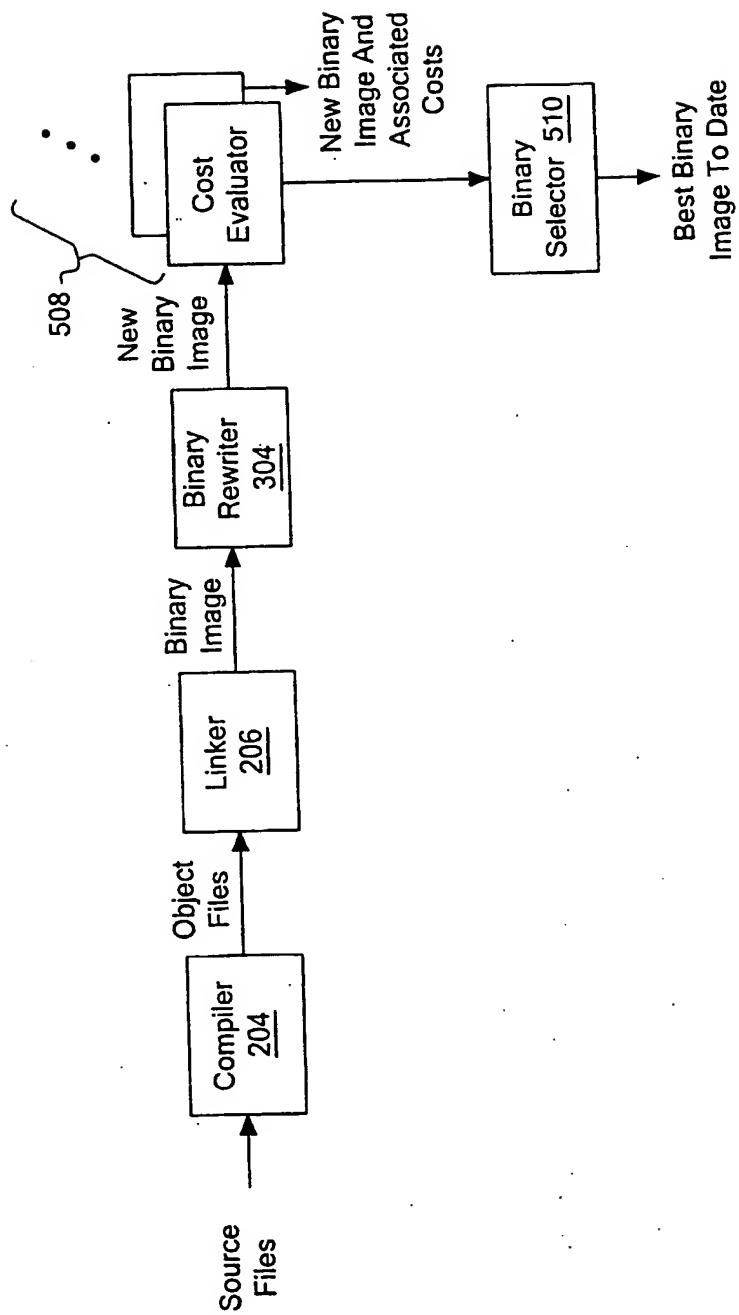 Source
Files
Compiler
204
Object
Files
Linker
206
Binary
Image
Binary
Rewriter
304
New
Binary
Image
508
Cost
Evaluator
New Binary
Image And
Associated
Costs
Binary
Selector 510
Best Binary
Image To Date